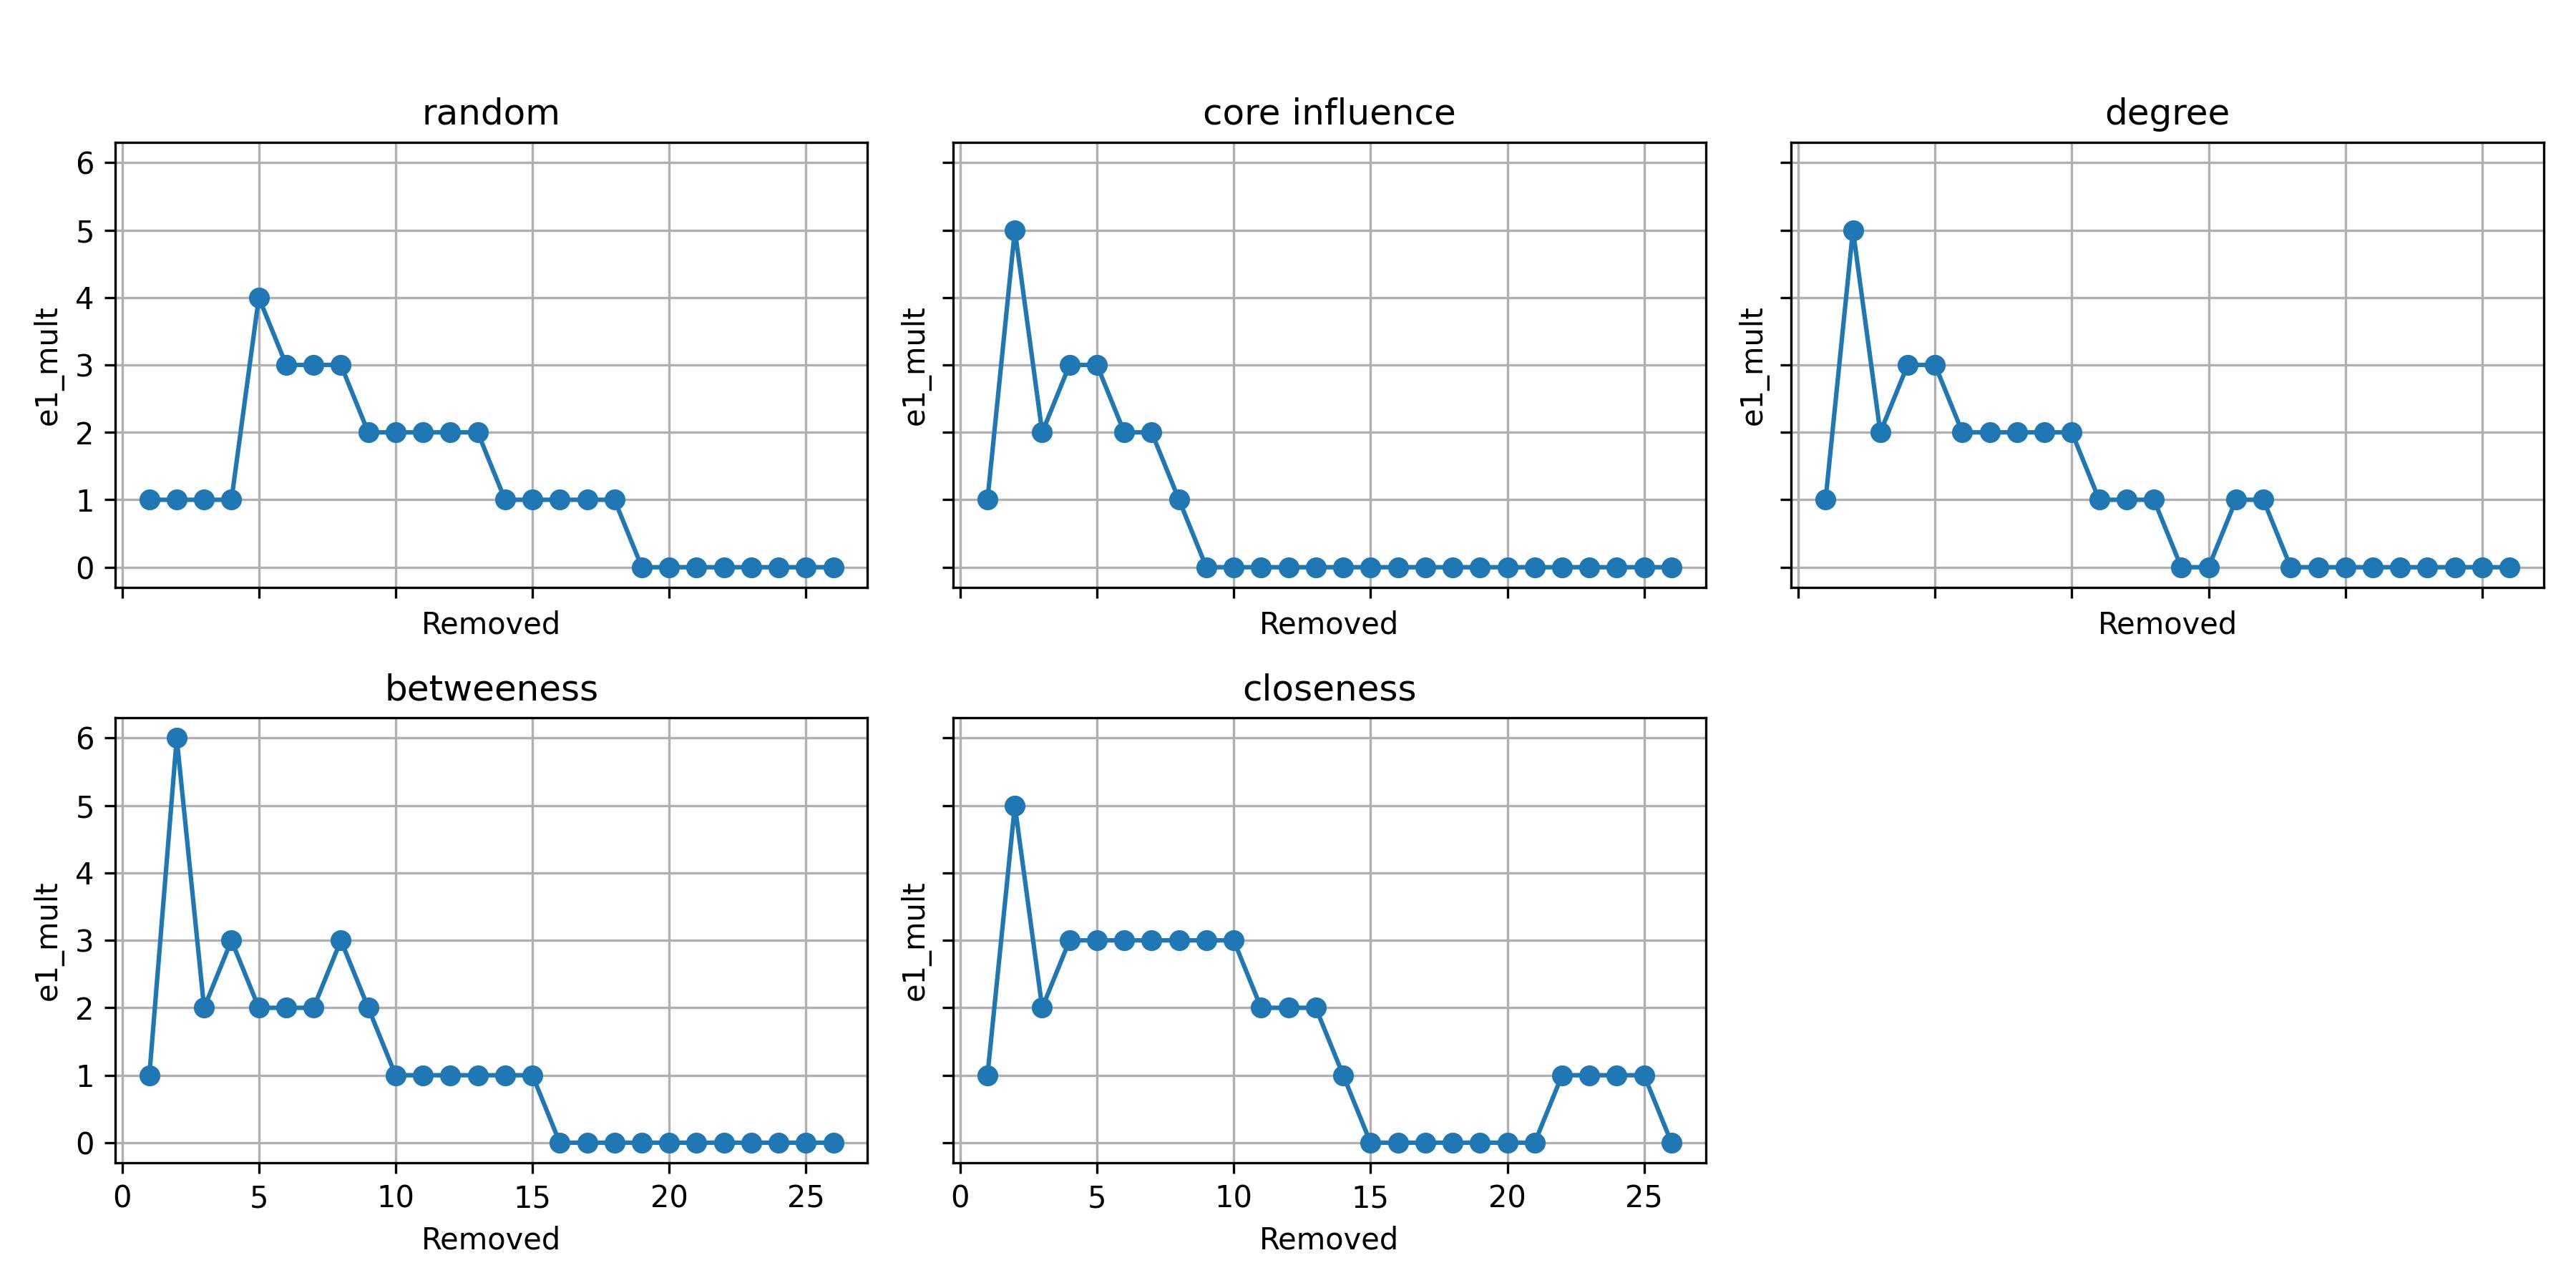 random
core influence
degree
6
5
4
3
2
1
0
e1_mult
e1_mult
e1_mult
Removed
Removed
Removed
betweeness
closeness
6
5
4
3
2
1
0
e1_mult
e1_mult
0 5 10 15 20 25
0 5 10 15 20 25
Removed
Removed